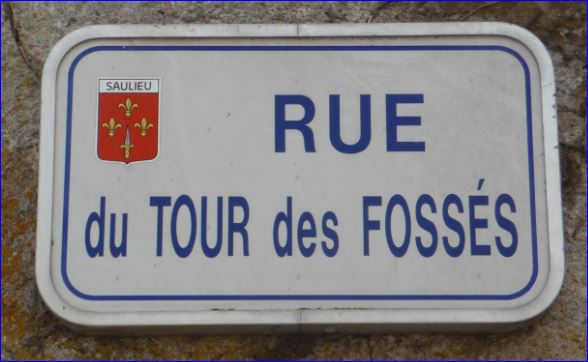 SAULIEU
RUE
du TOUR des FOSSÉS